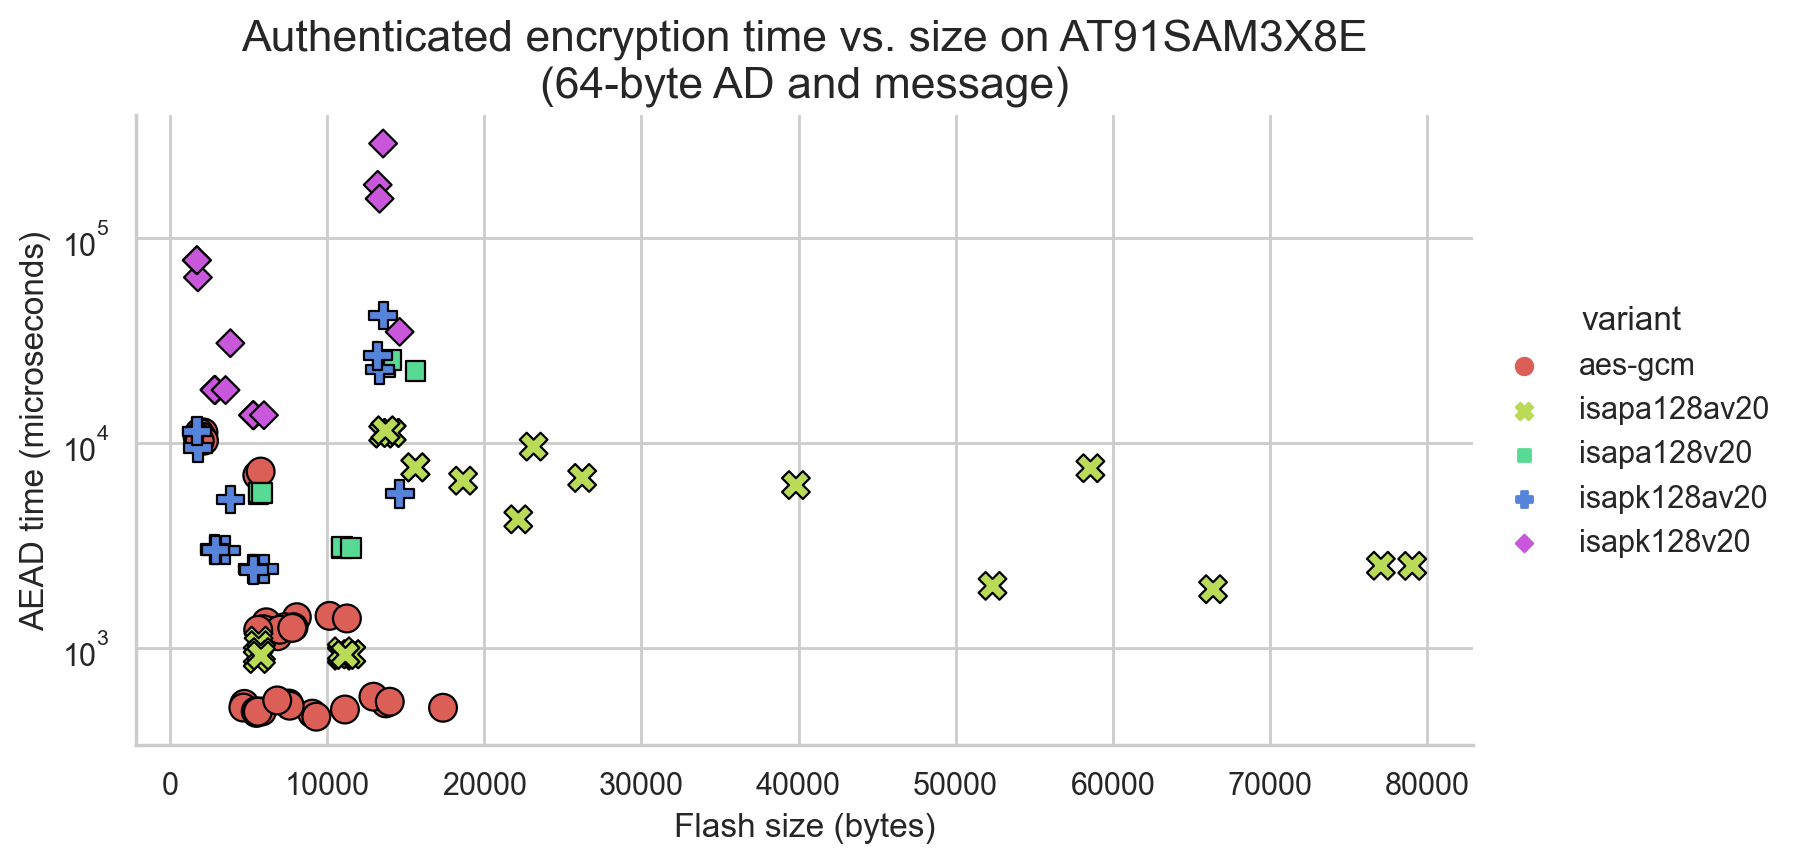 Authenticated encryption time vs. size on AT91SAM3X8E
(64-byte AD and message)
AEAD time (microseconds)
10^5
10^4
10^3
0 10000 20000 30000 40000 50000 60000 70000 80000
Flash size (bytes)
variant
aes-gcm
isapa128av20
isapa128v20
isapk128av20
isapk128v20